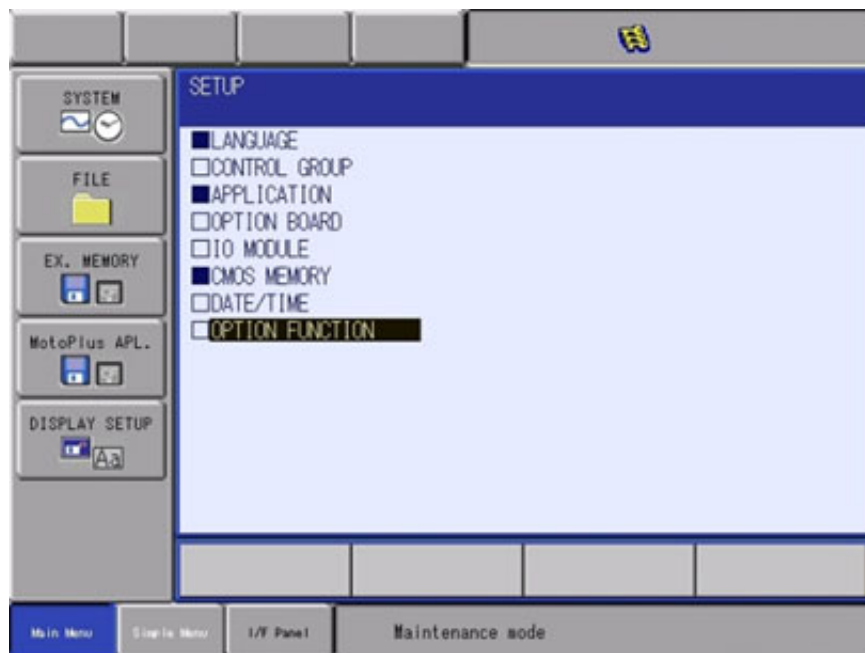 SETUP
SYSTEM
FILE
EX. MEMORY
MotoPlus APL.
DISPLAY SETUP
Aa
LANGUAGE
CONTROL GROUP
APPLICATION
OPTION BOARD
IO MODULE
CMOS MEMORY
DATE/TIME
OPTION FUNCTION
Main Menu
Simple Menu
I/F Panel
Maintenance mode